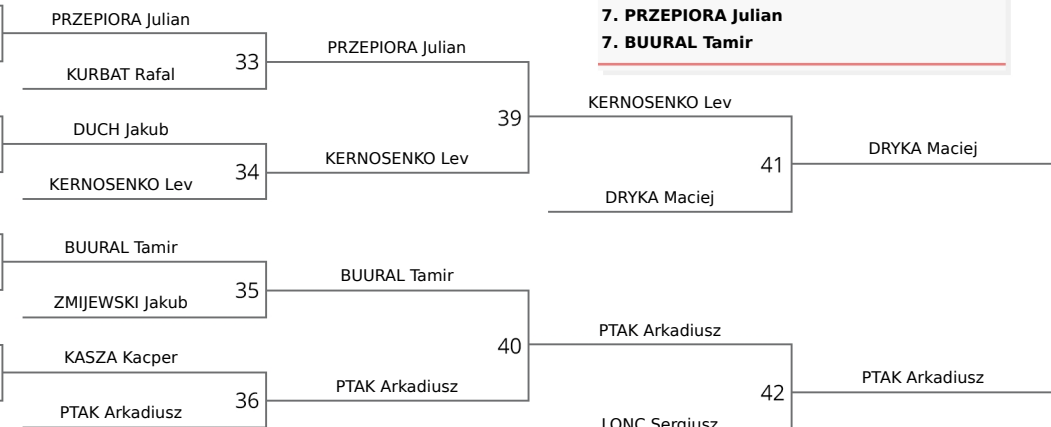 7. PRZEPIORA Julian
7. BUURAL Tamir
PRZEPIORA Julian
KURBAT Rafal
33
DUCH Jakub
KERNOSENKO Lev
34
BUURAL Tamir
ZMIJEWSKI Jakub
35
KASZA Kacper
PTAK Arkadiusz
36
PRZEPIORA Julian
KERNOSENKO Lev
39
BUURAL Tamir
PTAK Arkadiusz
40
KERNOSENKO Lev
DRYKA Maciej
41
PTAK Arkadiusz
LONC Sergiusz
42
DRYKA Maciej
PTAK Arkadiusz